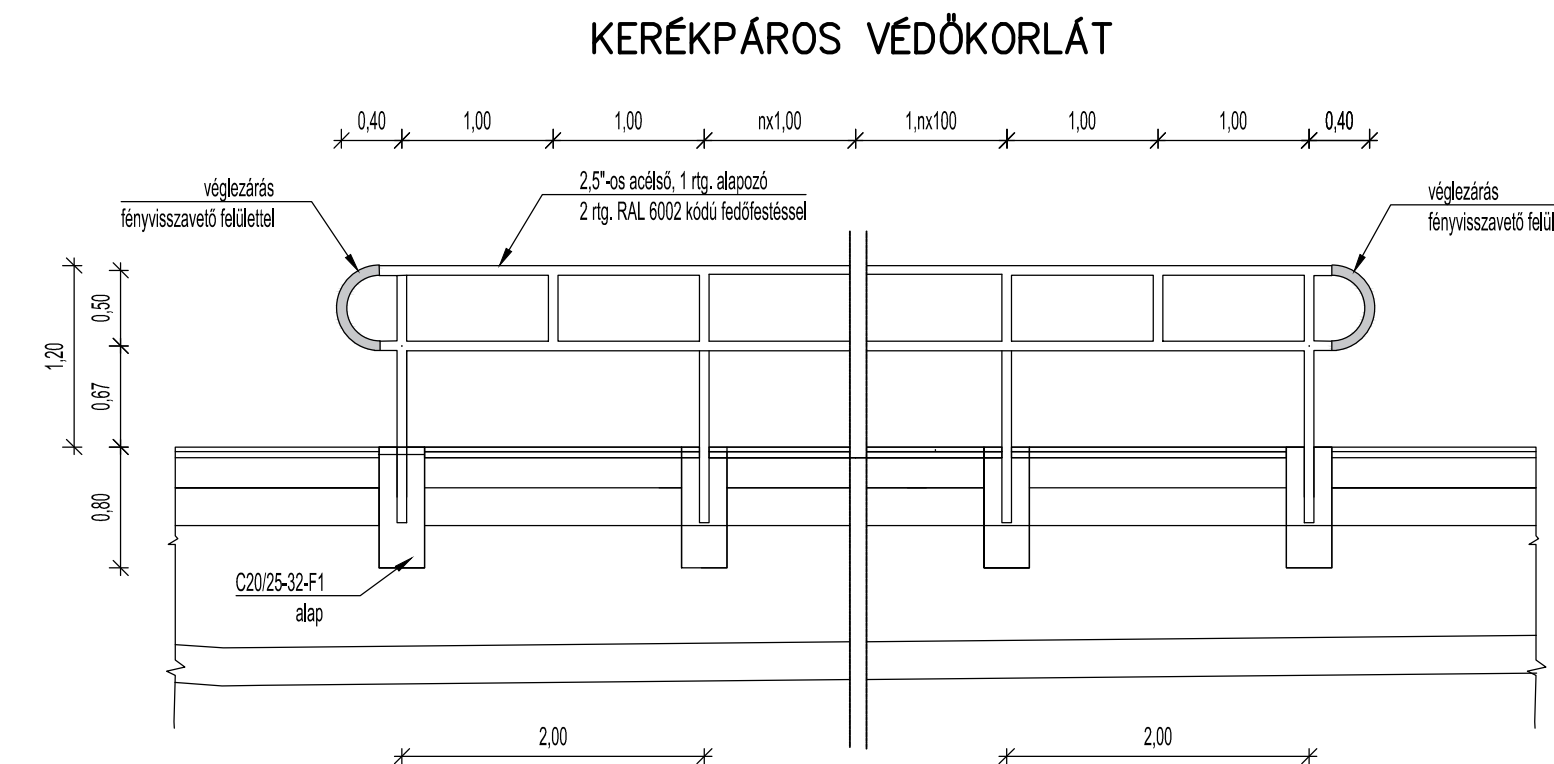 KERÉKPÁROS VÉDŐKORLÁT
0,40 1,00 1,00 nx1,00 1,nx100 1,00 1,00 0,40
véglezárás
fényvisszavető felülettel
2,5"-os acélső, 1 rtg. alapozó
2 rtg. RAL 6002 kódú fedőfestéssel
véglezárás
fényvisszavető felül
1,20
0,50
0,67
0,80
C20/25-32-F1
alap
2,00 2,00